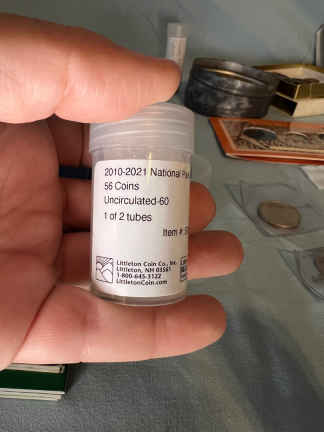 2010-2021 National Pa
56 Coins
Uncirculated-60
1 of 2 tubes
Item #:
Littleton Coin Co., Inc.
Littleton, NH 03561
1-800-645-3122
LittletonCoin.com